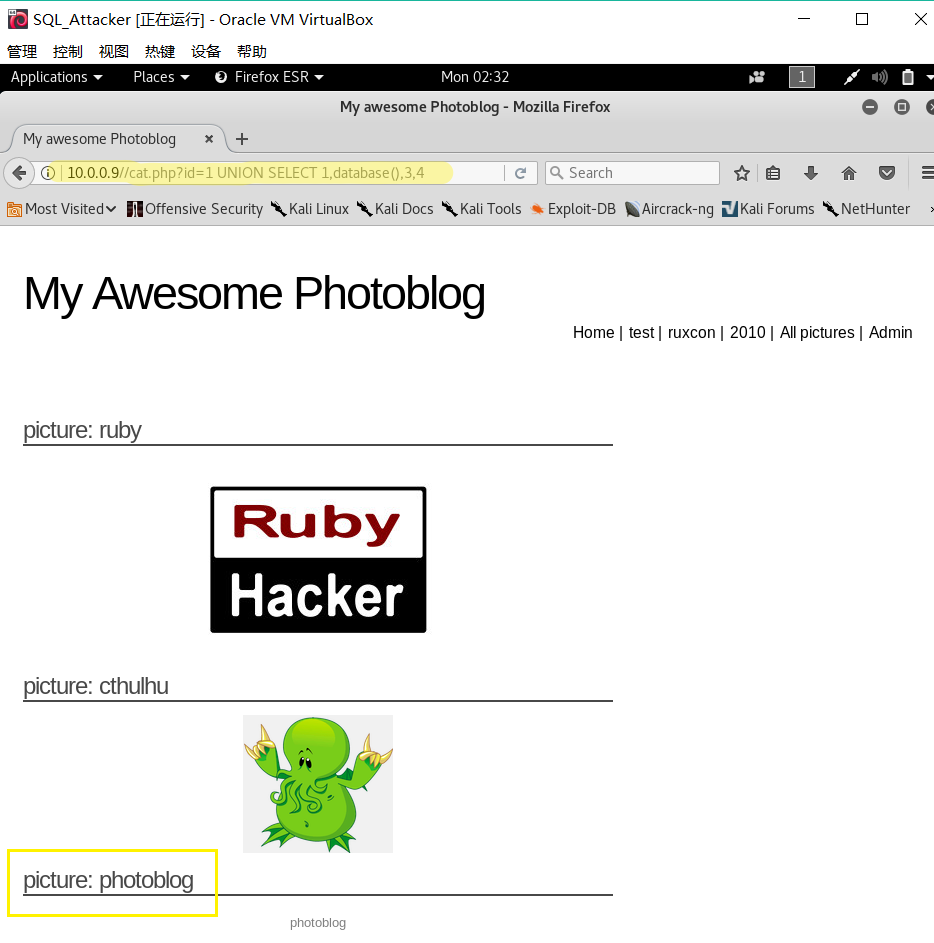 SQL_Attacker [正在运行] - Oracle VM VirtualBox
管理 控制 视图 热键 设备 帮助
Applications Places Firefox ESR Mon 02:32 1
My awesome Photoblog - Mozilla Firefox
My awesome Photoblog
10.0.0.9//cat.php?id=1 UNION SELECT 1,database(),3,4 Search
Most Visited Offensive Security Kali Linux Kali Docs Kali Tools Exploit-DB Aircrack-ng Kali Forums NetHunter
My Awesome Photoblog
Home | test | ruxcon | 2010 | All pictures | Admin
picture: ruby
Ruby
Hacker
picture: cthulhu
picture: photoblog
photoblog